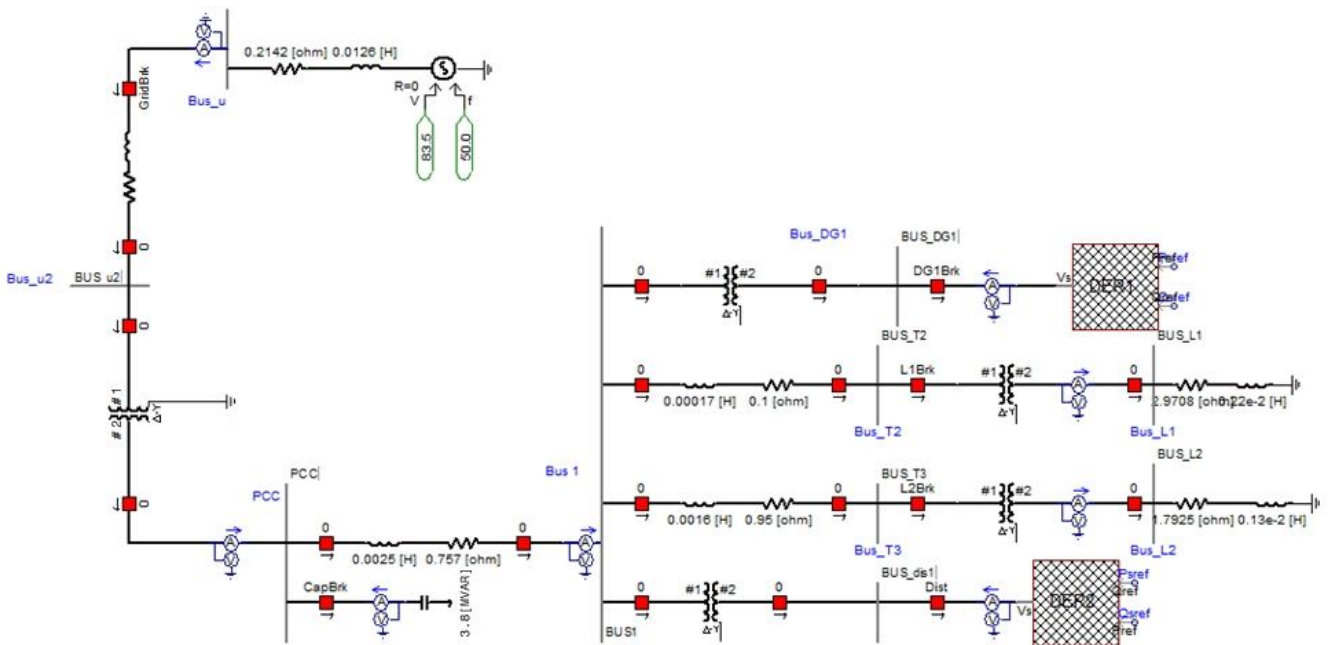 0.2142 [ohm] 0.0126 [H]
R=0
V
f
83.5
50.0
Bus_u
GridBrk
0
Bus_u2
BUS u2
0
#1
#2
Δ-Y
0
PCC
PCC
0
0
0.0025 [H] 0.757 [ohm]
CapBrk
3.8 [MVAR]
Bus 1
BUS1
0
#1 #2
Δ-Y
0
Bus_DG1
BUS_DG1
DG1Brk
Vs
DER1
0
0.00017 [H] 0.1 [ohm]
0
BUS_T2
L1Brk
Bus_T2
#1 #2
Δ-Y
0
BUS_L1
2.9708 [ohm]
Bus_L1
0
0.0016 [H] 0.95 [ohm]
0
BUS_T3
L2Brk
Bus_T3
#1 #2
Δ-Y
0
BUS_L2
1.7925 [ohm] 0.13e-2 [H]
Bus_L2
0
#1 #2
Δ-Y
0
BUS_dis1
Dist
Vs
DER2
Psref
Qsref
Pref